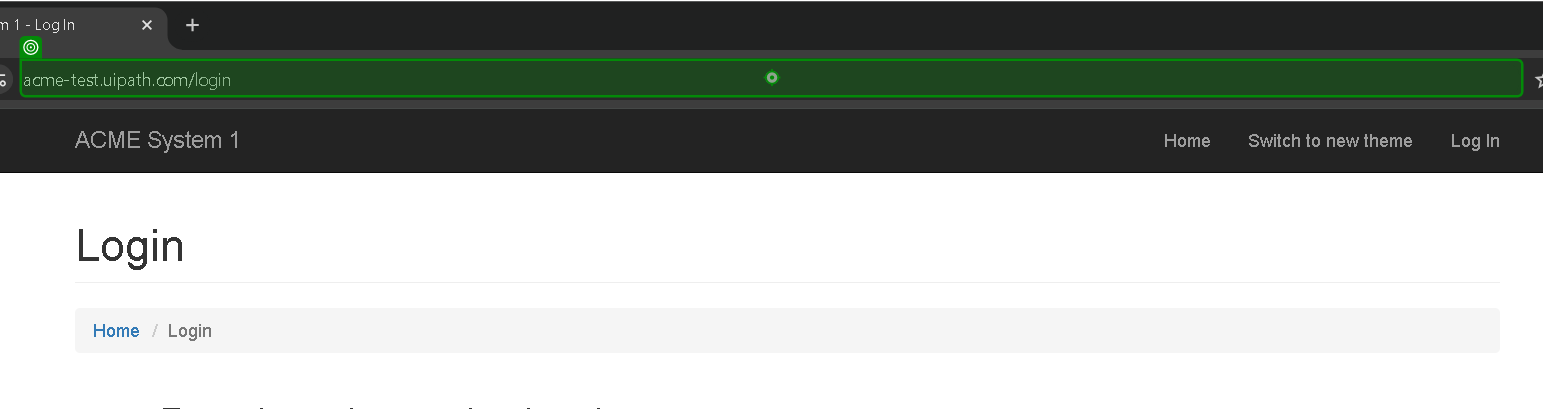 m 1 - Log In
acme-test.uipath.com/login
ACME System 1 Home Switch to new theme Log In
Login
Home / Login